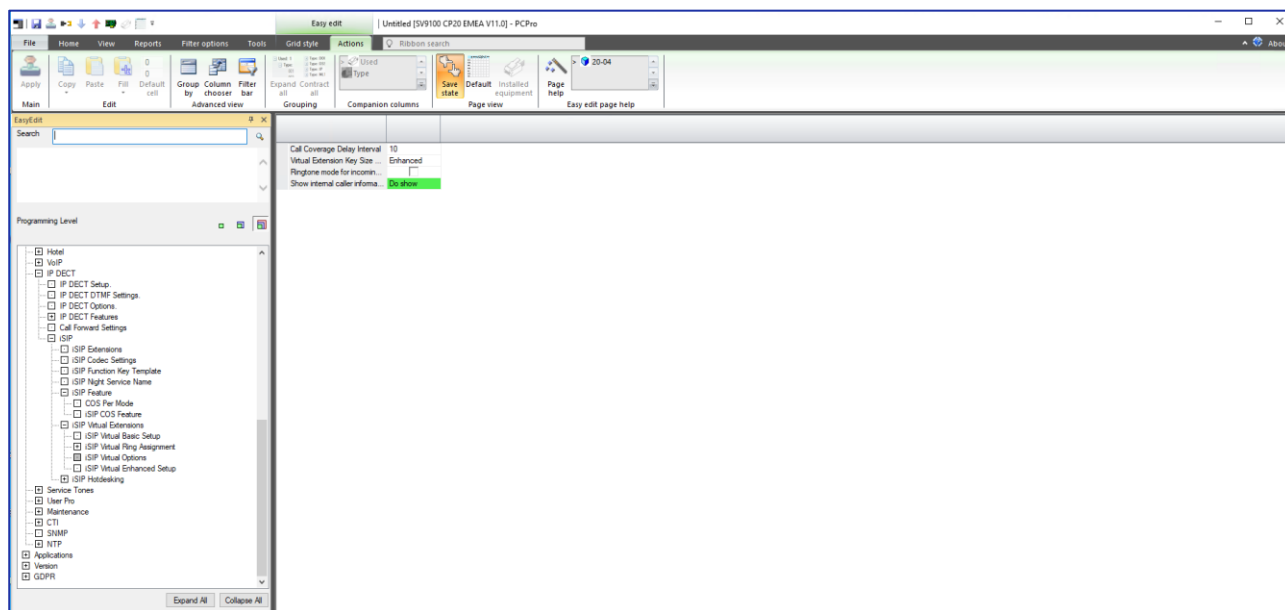 Easy edit
Untitled [SV9100 CP20 EMEA V11.0] - PCPro
File Home View Reports Filter options Tools Grid style Actions Ribbon search Abou
Used
Type
20-04
Apply Copy Paste Fill Default cell Group by Column chooser Filter bar Expand all Contract all Save state Default Installed equipment Page help
Main Edit Advanced view Grouping Companion columns Page view Easy edit page help
EasyEdit
Search
Programming Level
Hotel
VoIP
IP DECT
IP DECT Setup.
IP DECT DTMF Settings.
IP DECT Options.
IP DECT Features
Call Forward Settings
iSIP
iSIP Extensions
iSIP Codec Settings
iSIP Function Key Template
iSIP Night Service Name
iSIP Feature
COS Per Mode
iSIP COS Feature
iSIP Virtual Extensions
iSIP Virtual Basic Setup
iSIP Virtual Ring Assignment
iSIP Virtual Options
iSIP Virtual Enhanced Setup
iSIP Hotdesking
Service Tones
User Pro
Maintenance
CTI
SNMP
NTP
Applications
Version
GDPR
Expand All Collapse All
Call Coverage Delay Interval 10
Virtual Extension Key Size ... Enhanced
Ringtone mode for incomin...
Show internal caller informa... Do show